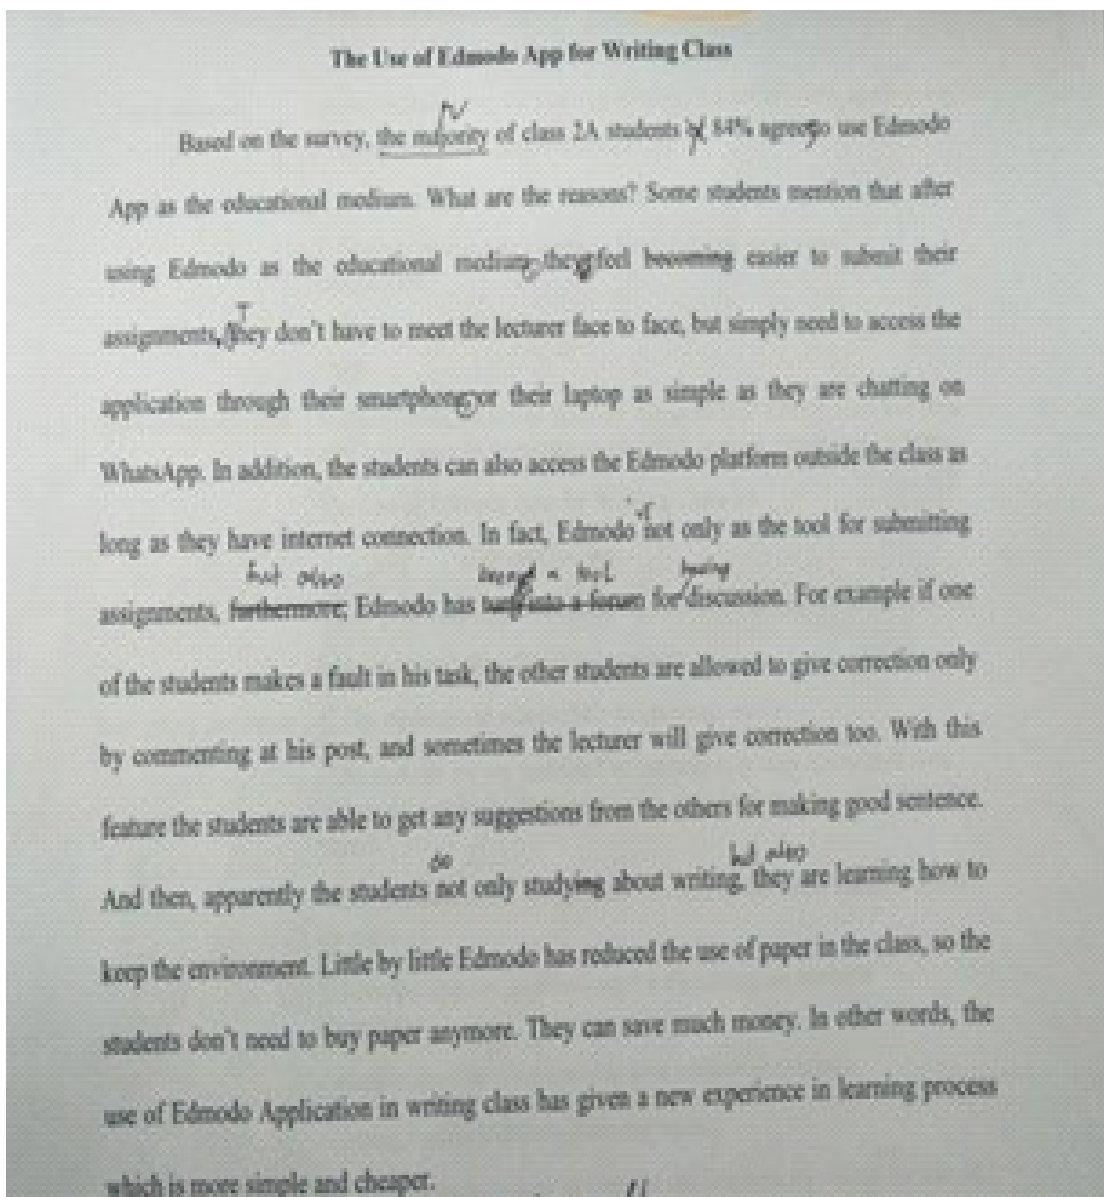 The Use of Edmodo App for Writing Class
Based on the survey, the majority of class 2A students 84% agree to use Edmodo
App as the educational medium. What are the reasons? Some students mention that after
using Edmodo as the educational medium, they feel becoming easier to submit their
T
assignments, they don't have to meet the lecturer face to face, but simply need to access the
application through their smartphone or their laptop as simple as they are chatting on
WhatsApp. In addition, the students can also access the Edmodo platform outside the class as
long as they have internet connection. In fact, Edmodo not only as the tool for submitting
but also tool having
assignments, furthermore, Edmodo has into a forum for discussion. For example if one
of the students makes a fault in his task, the other students are allowed to give correction only
by commenting at his post, and sometimes the lecturer will give correction too. With this
feature the students are able to get any suggestions from the others for making good sentence.
do but also
And then, apparently the students not only studying about writing, they are learning how to
keep the environment. Little by little Edmodo has reduced the use of paper in the class, so the
students don't need to buy paper anymore. They can save much money. In other words, the
use of Edmodo Application in writing class has given a new experience in learning process
which is more simple and cheaper.